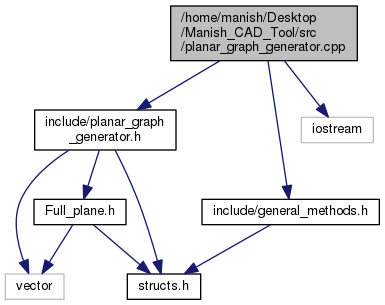 /home/manish/Desktop
/Manish_CAD_Tool/src
/planar_graph_generator.cpp
include/planar_graph
_generator.h
iostream
Full_plane.h
include/general_methods.h
vector
structs.h